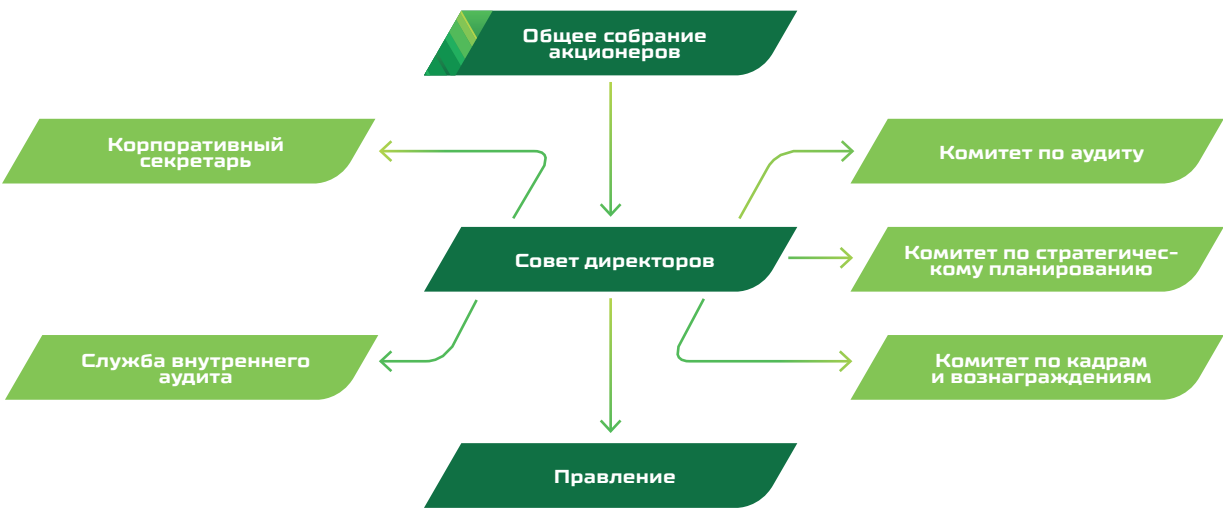 Общее собрание
акционеров
Корпоративный
секретарь
Комитет по аудиту
Совет директоров
Комитет по стратегичес-
кому планированию
Служба внутреннего
аудита
Комитет по кадрам
и вознаграждениям
Правление